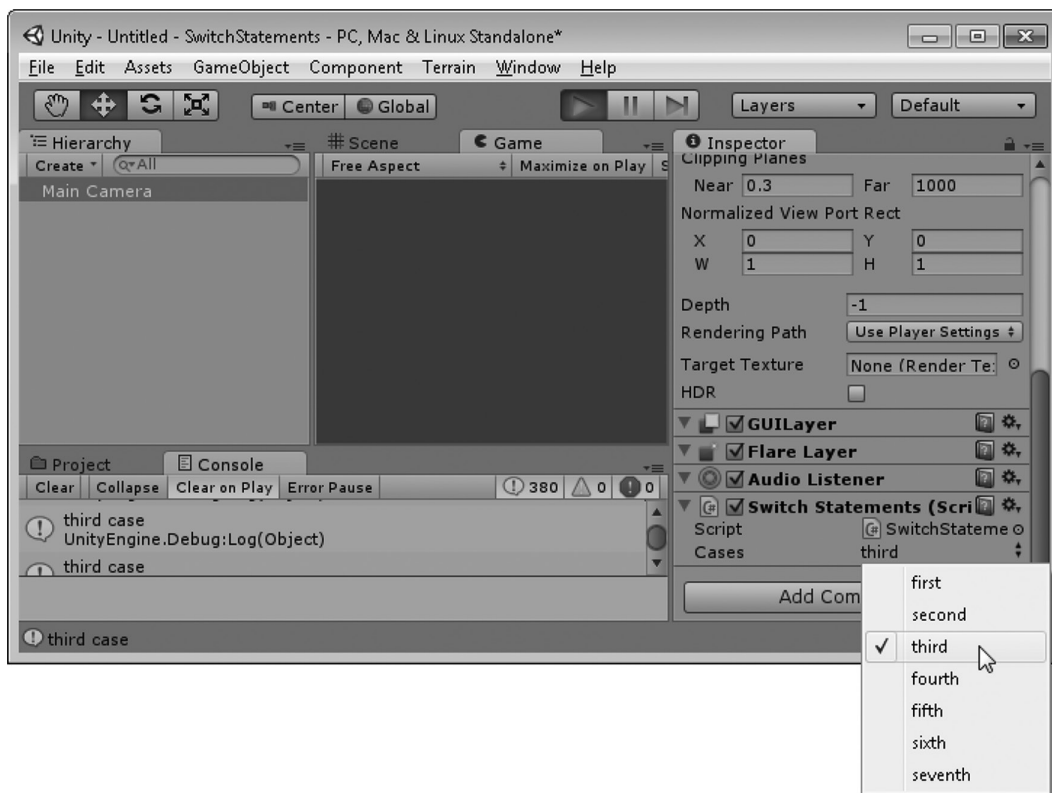 Unity - Untitled - SwitchStatements - PC, Mac & Linux Standalone*
File Edit Assets GameObject Component Terrain Window Help
Center Global Layers Default
Hierarchy
Create All
Main Camera
Scene Game
Free Aspect Maximize on Play S
Inspector
Clipping Planes
Near 0.3 Far 1000
Normalized View Port Rect
X 0 Y 0
W 1 H 1
Depth -1
Rendering Path Use Player Settings
Target Texture None (Render Te:
HDR
GUILayer
Flare Layer
Audio Listener
Switch Statements (Scri
Script SwitchStateme
Cases third
Add Com
Project Console
Clear Collapse Clear on Play Error Pause 380 0 0
third case
UnityEngine.Debug:Log(Object)
third case
third case
first
second
third
fourth
fifth
sixth
seventh